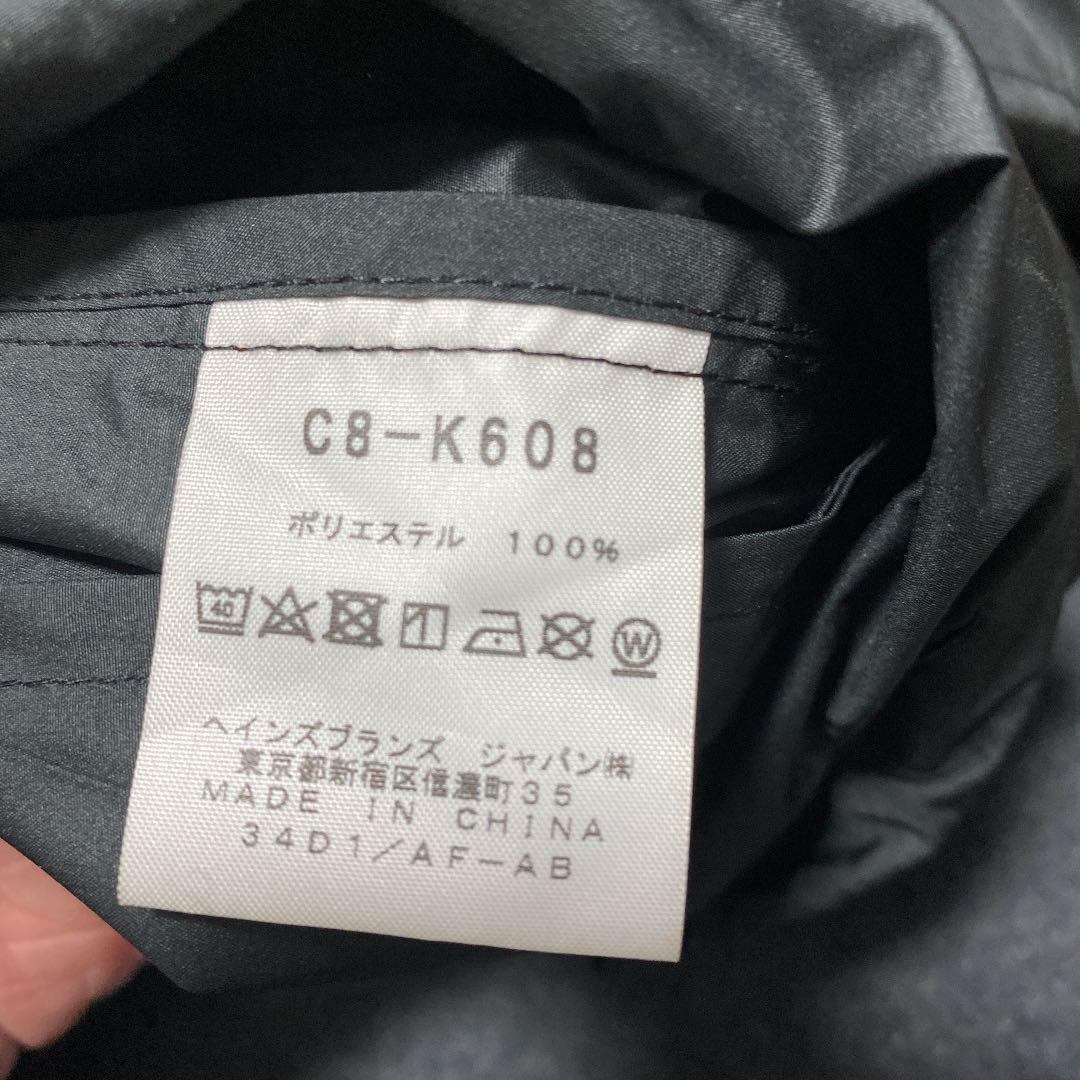 C8-K608
ポリエステル 100%
40 W
ヘインズブランズ ジャパン㈱
東京都新宿区信濃町35
MADE IN CHINA
34D1/AF-AB